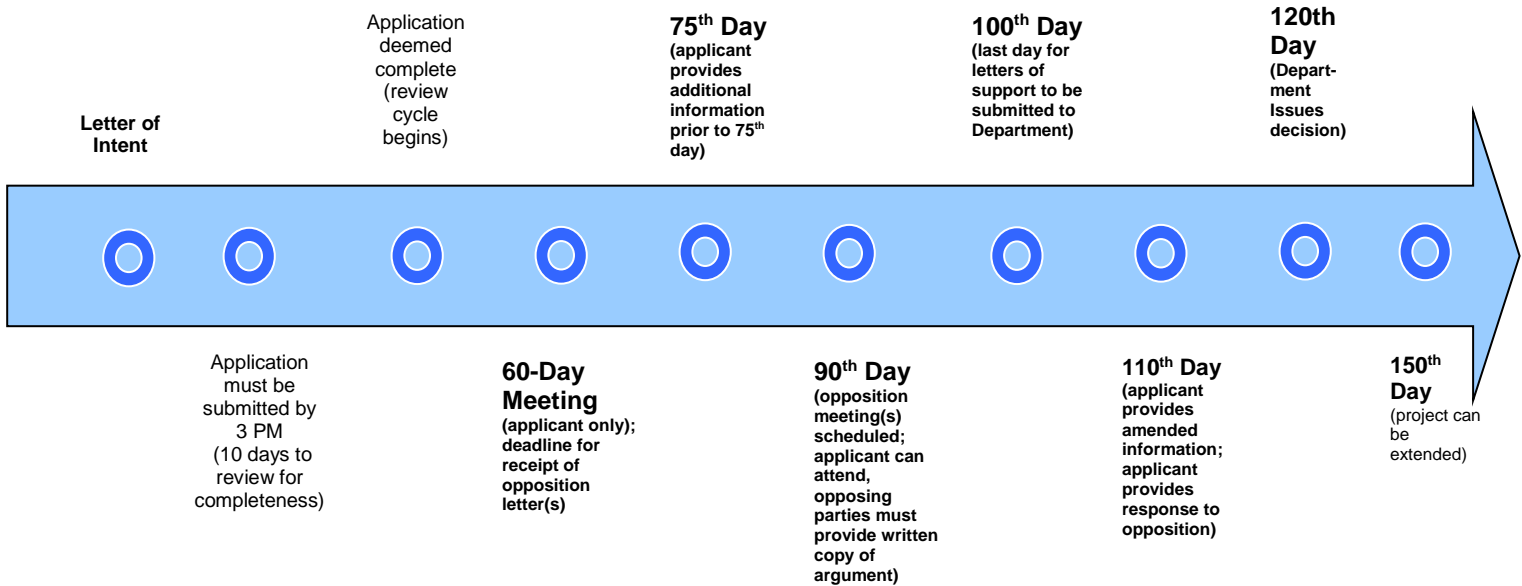 Letter of
Intent
Application
must be
submitted by
3 PM
(10 days to
review for
completeness)
Application
deemed
complete
(review
cycle
begins)
60-Day
Meeting
(applicant only);
deadline for
receipt of
opposition
letter(s)
75th Day
(applicant
provides
additional
information
prior to 75th
day)
90th Day
(opposition
meeting(s)
scheduled;
applicant can
attend,
opposing
parties must
provide written
copy of
argument)
100th Day
(last day for
letters of
support to be
submitted to
Department)
110th Day
(applicant
provides
amended
information;
applicant
provides
response to
opposition)
120th
Day
(Depart-
ment
Issues
decision)
150th
Day
(project can
be
extended)